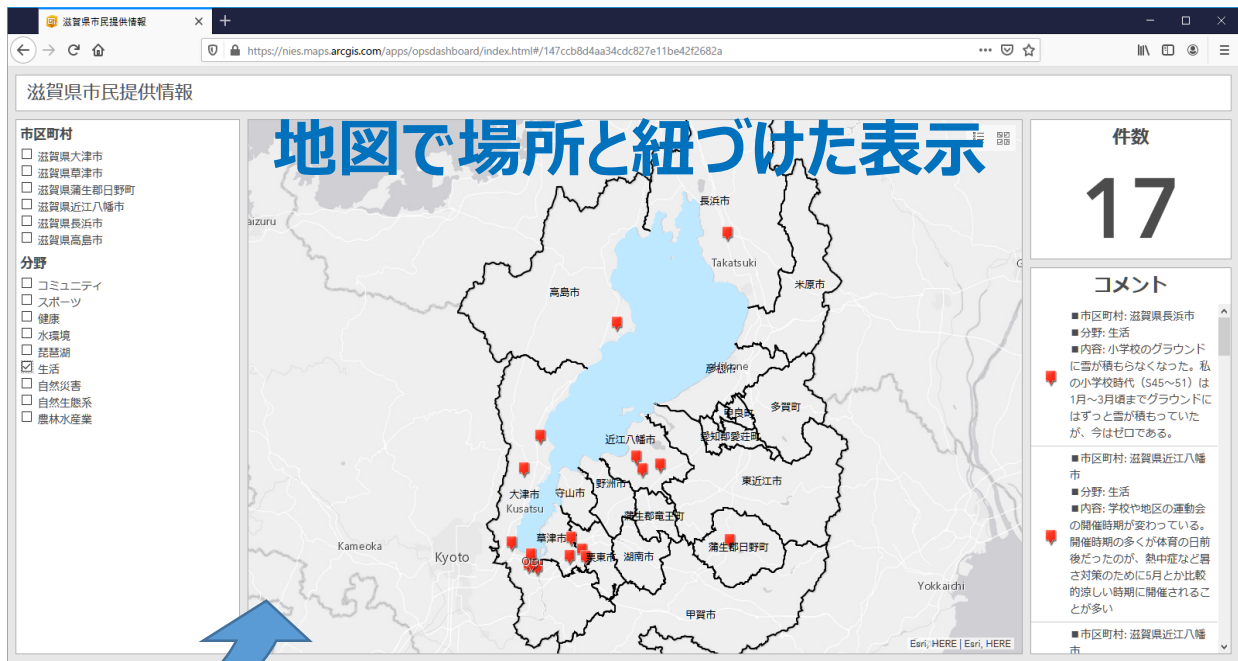 滋賀県市民提供情報
https://nies.maps.arcgis.com/apps/opsdashboard/index.html#/147ccb8d4aa34cdc827e11be42f2682a
滋賀県市民提供情報
地図で場所と紐づけた表示
市区町村
滋賀県大津市
滋賀県草津市
滋賀県蒲生郡日野町
滋賀県近江八幡市
滋賀県長浜市
滋賀県高島市
分野
コミュニティ
スポーツ
健康
水環境
琵琶湖
生活
自然災害
自然生態系
農林水産業
aizuru
長浜市
Takatsuki
米原市
高島市
彦根市
多賀町
甲良町
愛知郡愛荘町
近江八幡市
東近江市
大津市
守山市
野洲市
Kusatsu
蒲生郡竜王町
草津市
栗東市
湖南市
蒲生郡日野町
Kameoka
Kyoto
Otsu
Yokkaichi
甲賀市
Esri, HERE | Esri, HERE
件数
17
コメント
■市区町村: 滋賀県長浜市
■分野: 生活
■内容: 小学校のグラウンド
に雪が積もらなくなった。私
の小学校時代（S45～51）は
1月～3月頃までグラウンドに
はずっと雪が積もっていた
が、今はゼロである。
■市区町村: 滋賀県近江八幡
市
■分野: 生活
■内容: 学校や地区の運動会
の開催時期が変わっている。
開催時期の多くが体育の日前
後だったのが、熱中症など暑
さ対策のために5月とか比較
的涼しい時期に開催されるこ
とが多い
■市区町村: 滋賀県近江八幡
市